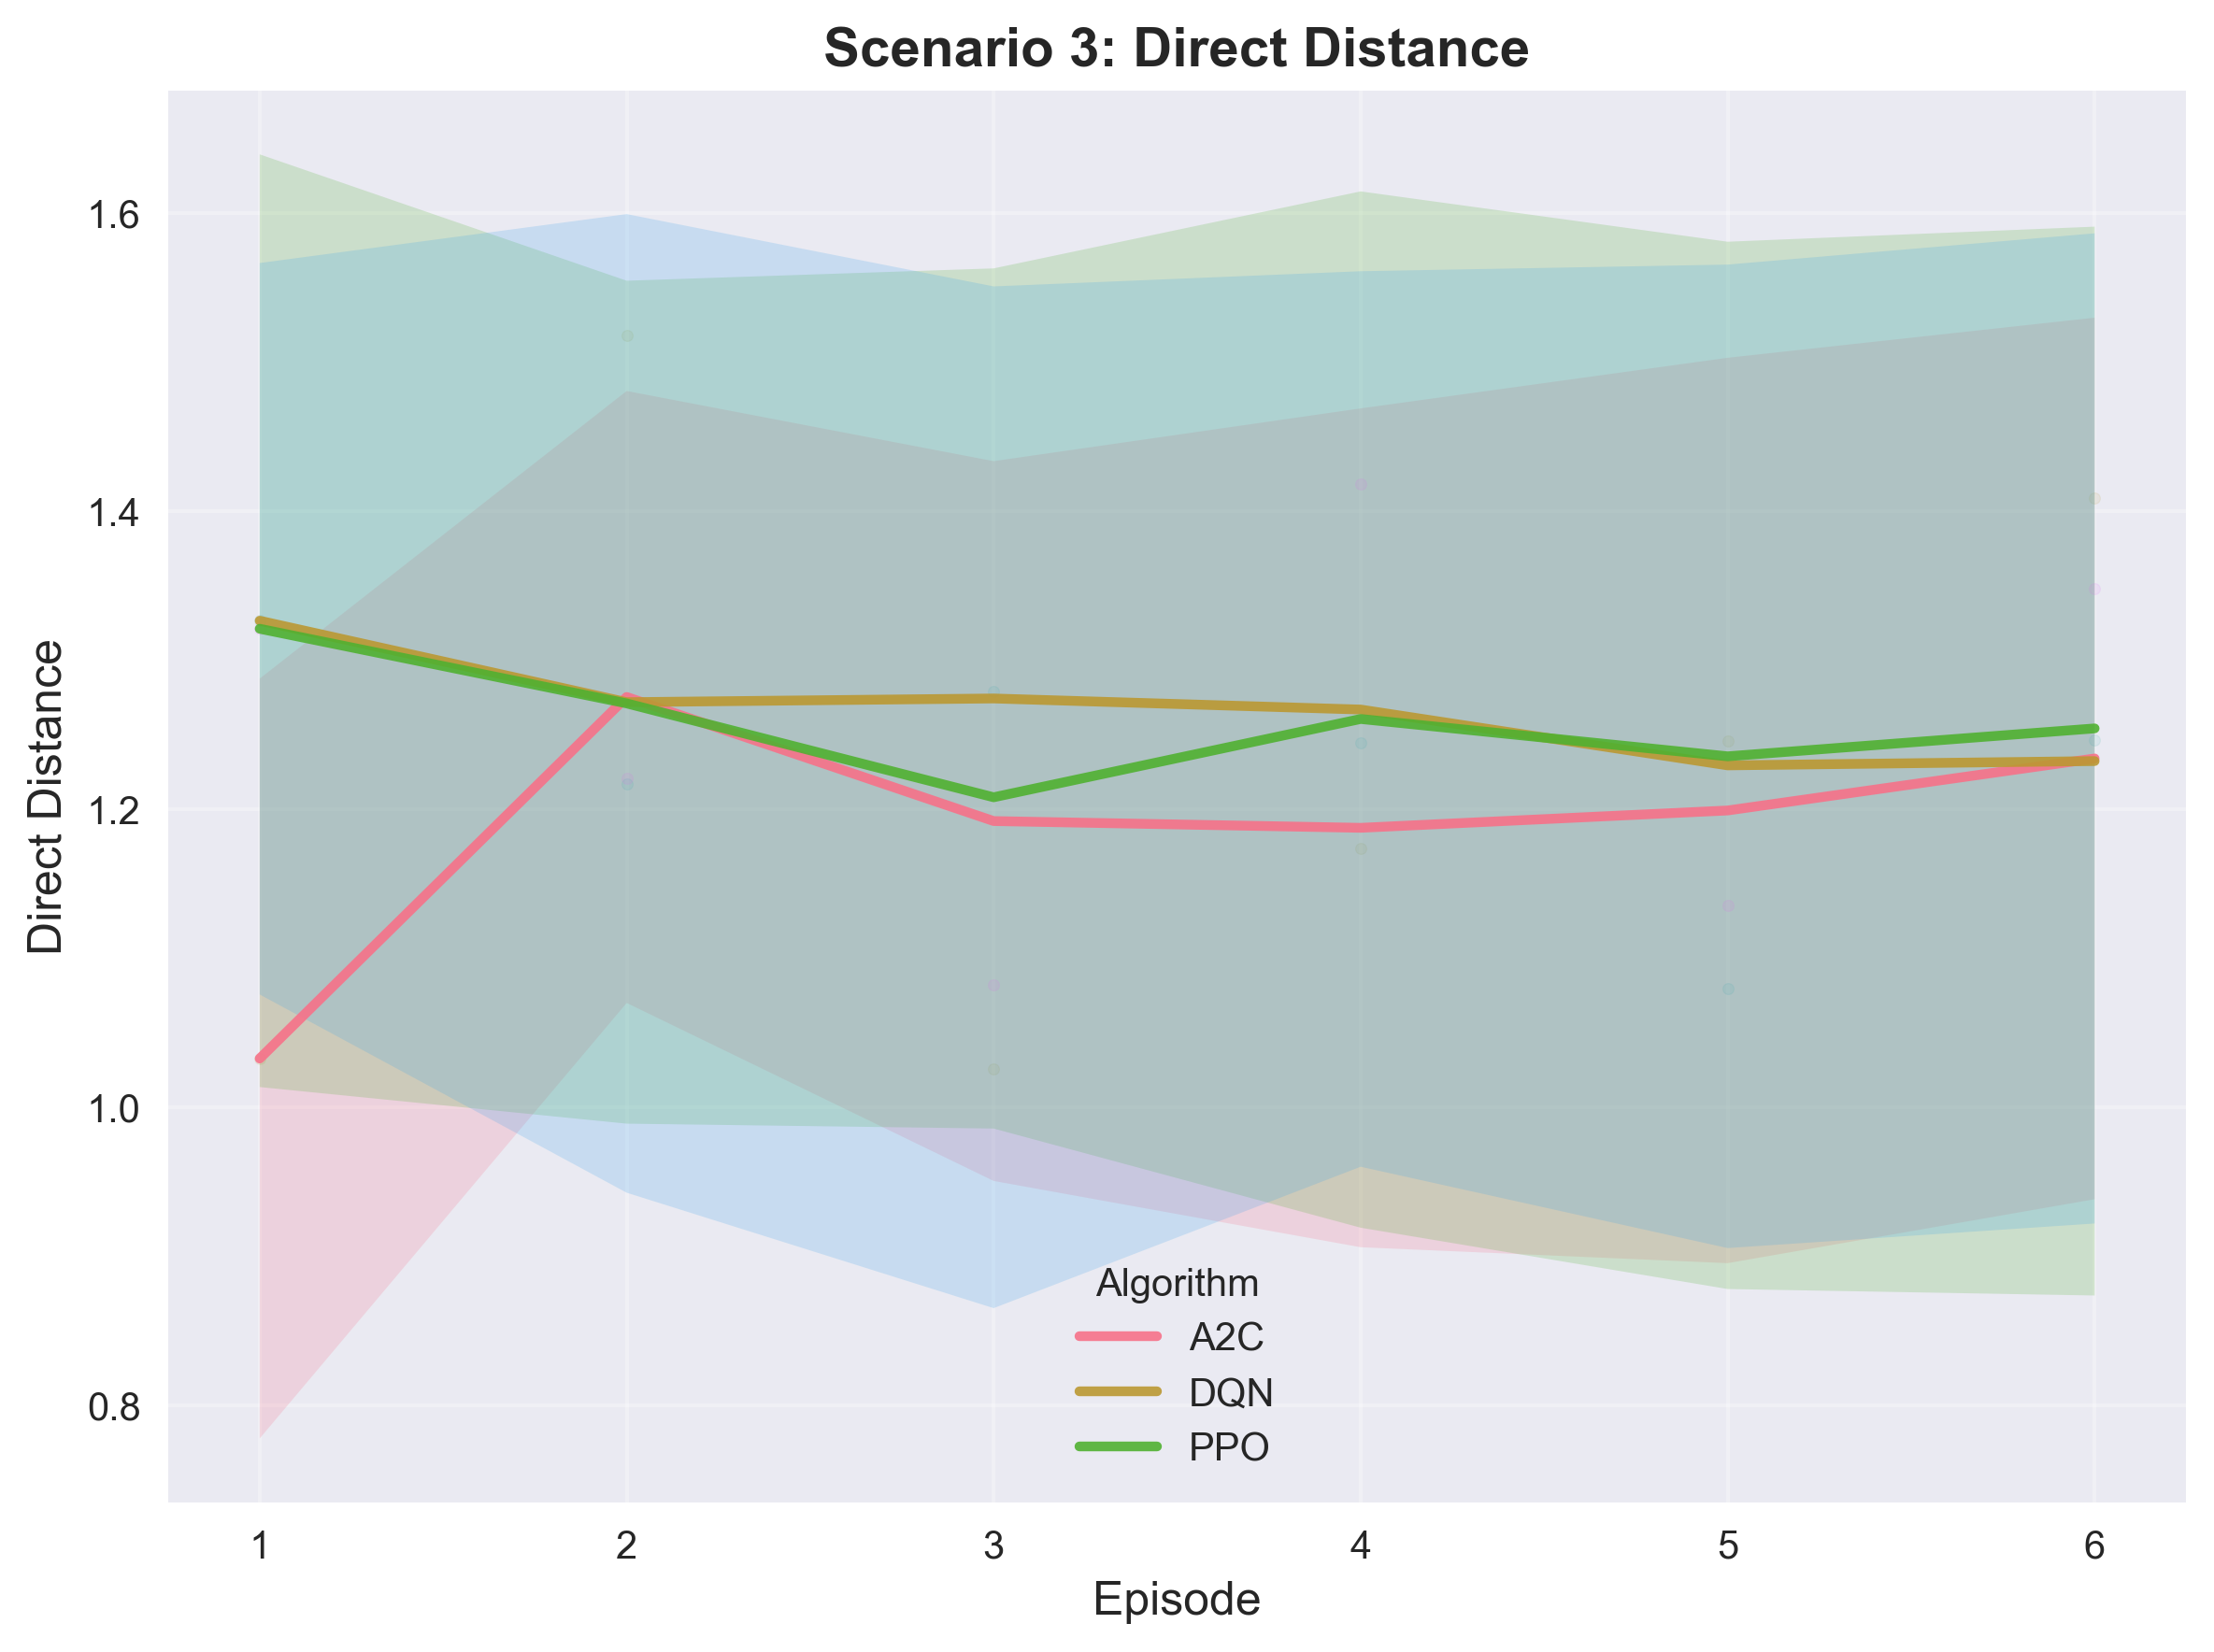 Scenario 3: Direct Distance
Direct Distance
1.6
1.4
1.2
1.0
0.8
Algorithm
A2C
DQN
PPO
1 2 3 4 5 6
Episode